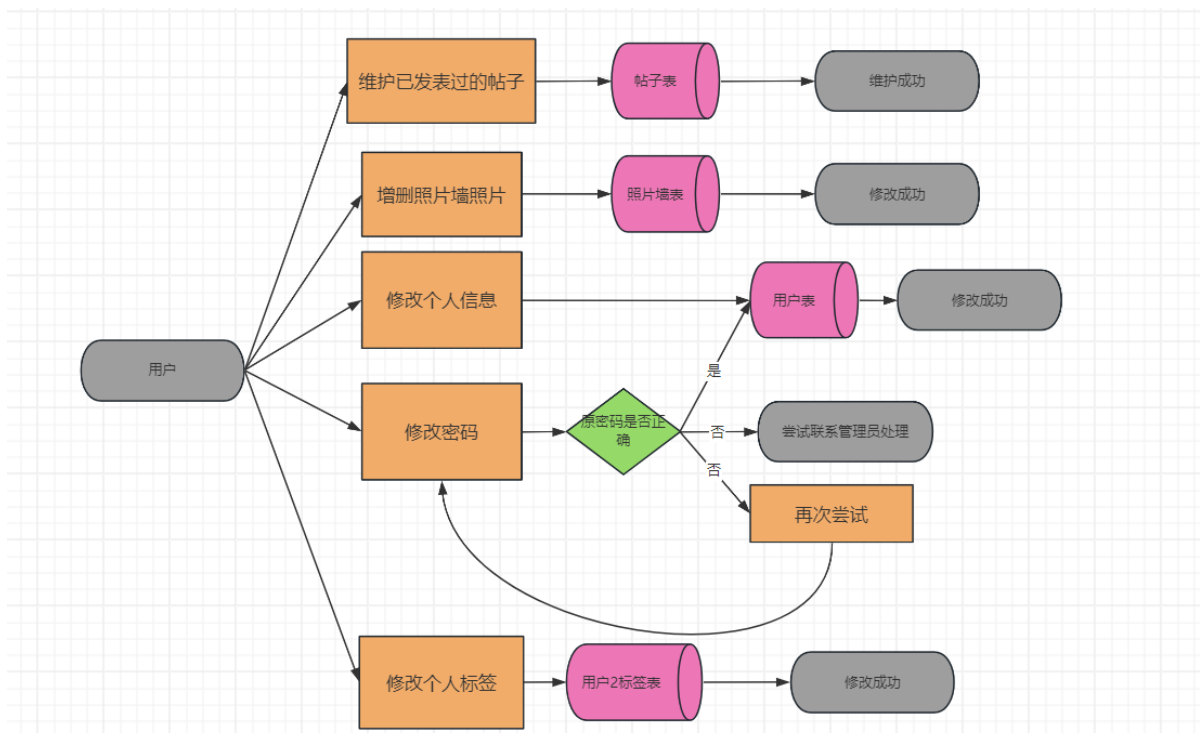 维护已发表过的帖子
帖子表
维护成功
增删照片墙照片
照片墙表
修改成功
修改个人信息
用户表
修改成功
用户
是
修改密码
原密码是否正
确
否
尝试联系管理员处理
否
再次尝试
修改个人标签
用户2标签表
修改成功